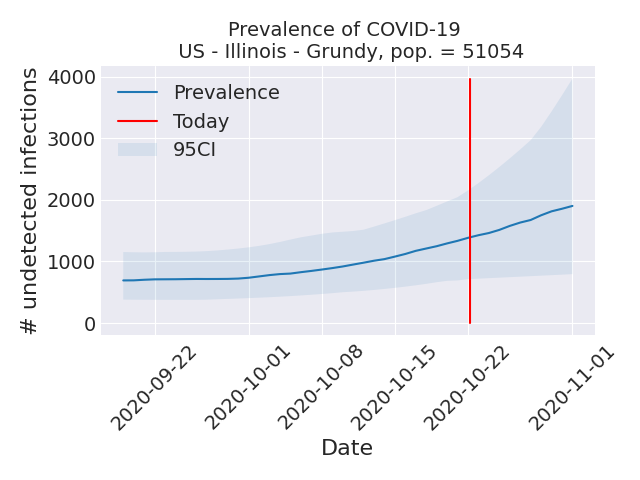 Prevalence of COVID-19
US - Illinois - Grundy, pop. = 51054
# undetected infections
4000
3000
2000
1000
0
Prevalence
Today
95CI
2020-09-22
2020-10-01
2020-10-08
2020-10-15
2020-10-22
2020-11-01
Date